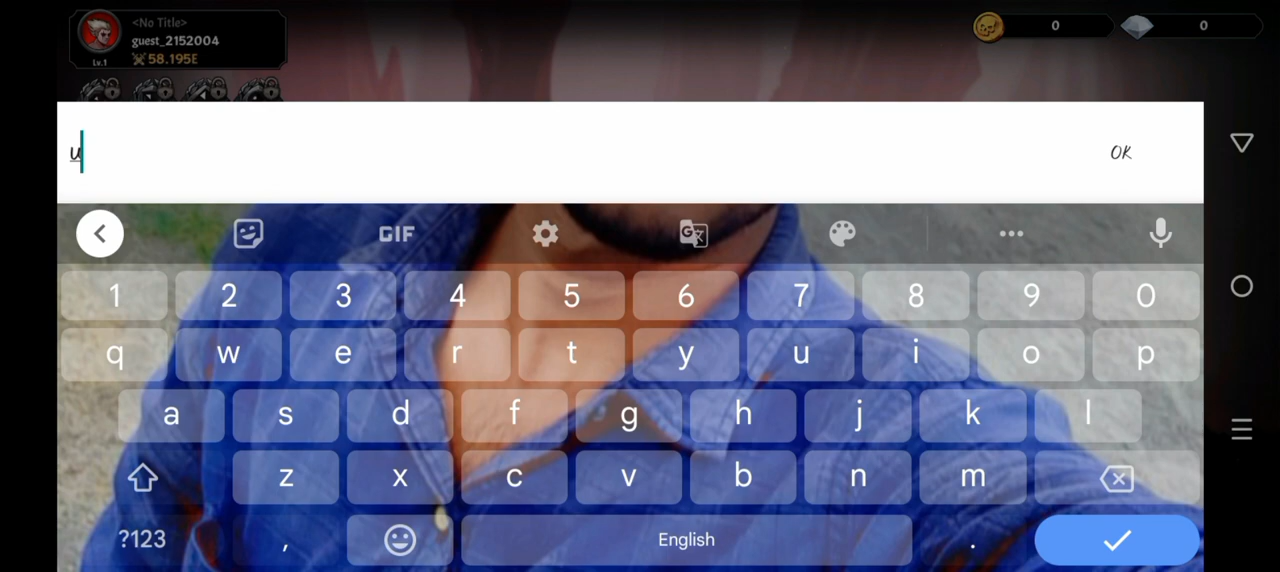 <No Title>
guest_2152004
58.195E
Lv.1
0
0
u
OK
GIF
1 2 3 4 5 6 7 8 9 0
q w e r t y u i o p
a s d f g h j k l
z x c v b n m
?123 , English .